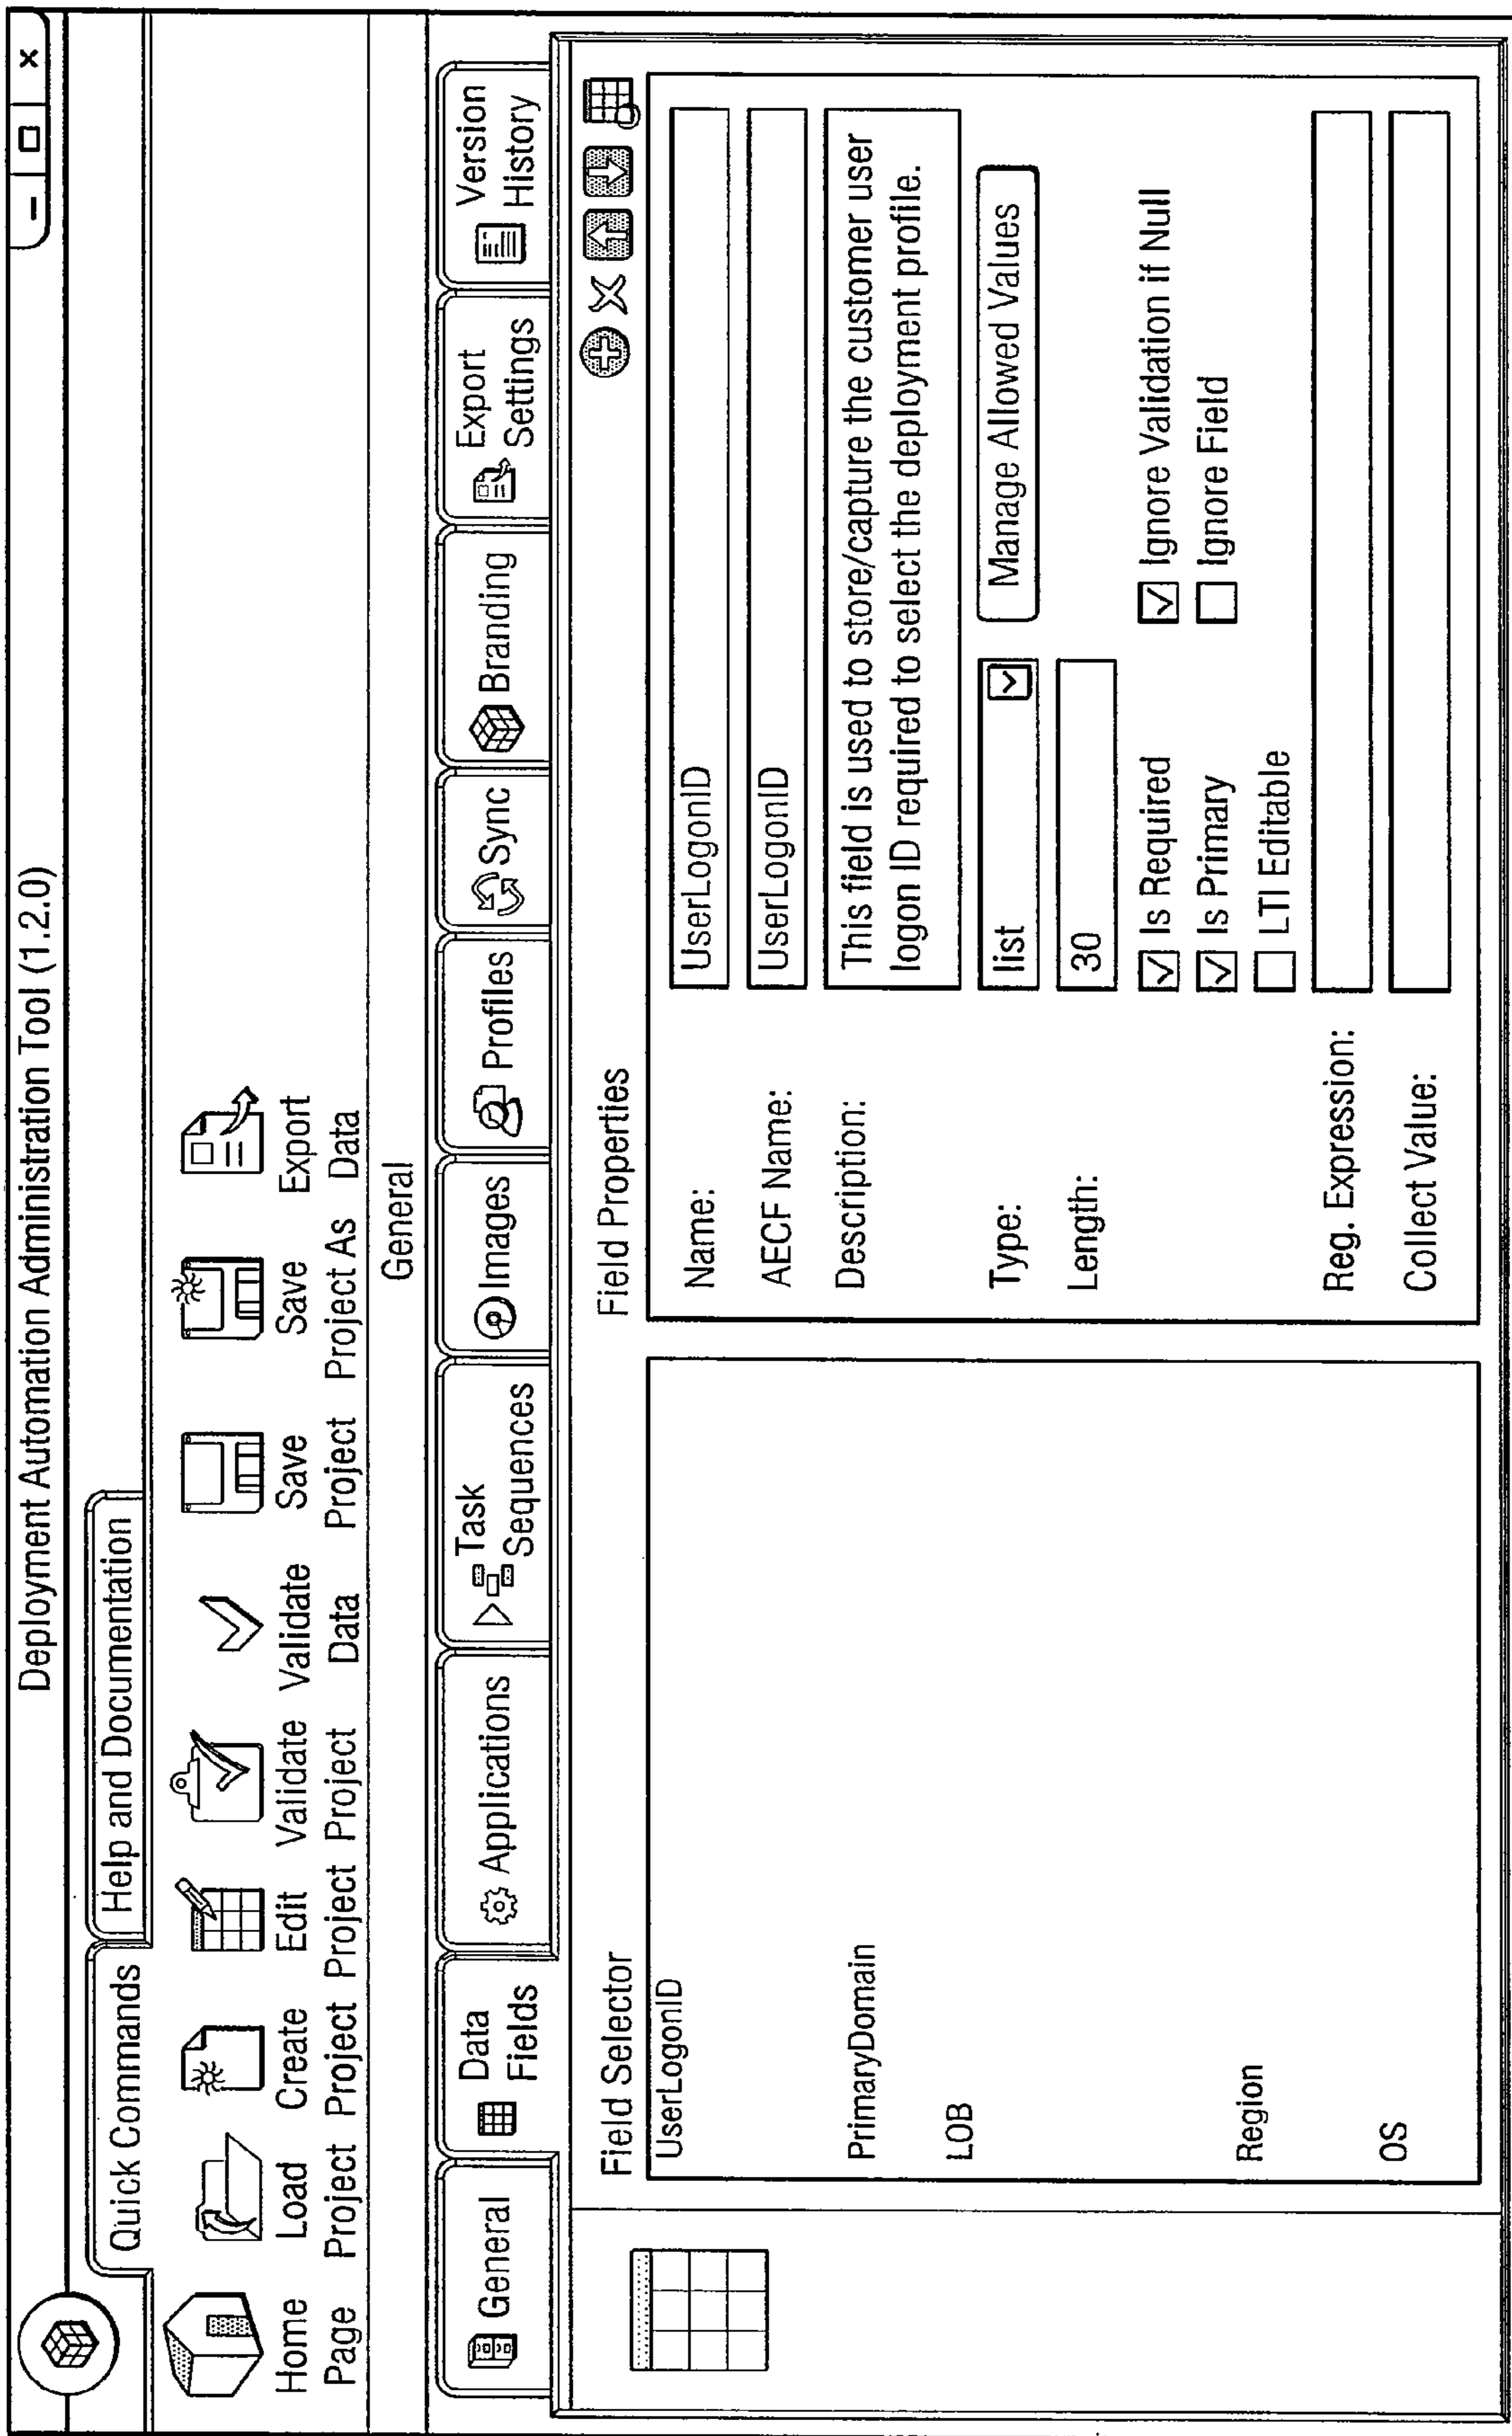 Deployment Automation Administration Tool (1.2.0)
Quick Commands
Help and Documentation
Home Page
Load Project
Create Project
Edit Project
Validate Project
Validate Data
Save Project
Save Project As
Export Data
General
General
Data Fields
Applications
Task Sequences
Images
Profiles
Sync
Branding
Export Settings
Version History
Field Selector
UserLogonID
PrimaryDomain
LOB
Region
OS
Field Properties
Name: UserLogonID
AECF Name: UserLogonID
Description: This field is used to store/capture the customer user
logon ID required to select the deployment profile.
Type: list Manage Allowed Values
Length: 30
Is Required Ignore Validation if Null
Is Primary Ignore Field
LTI Editable
Reg. Expression:
Collect Value: